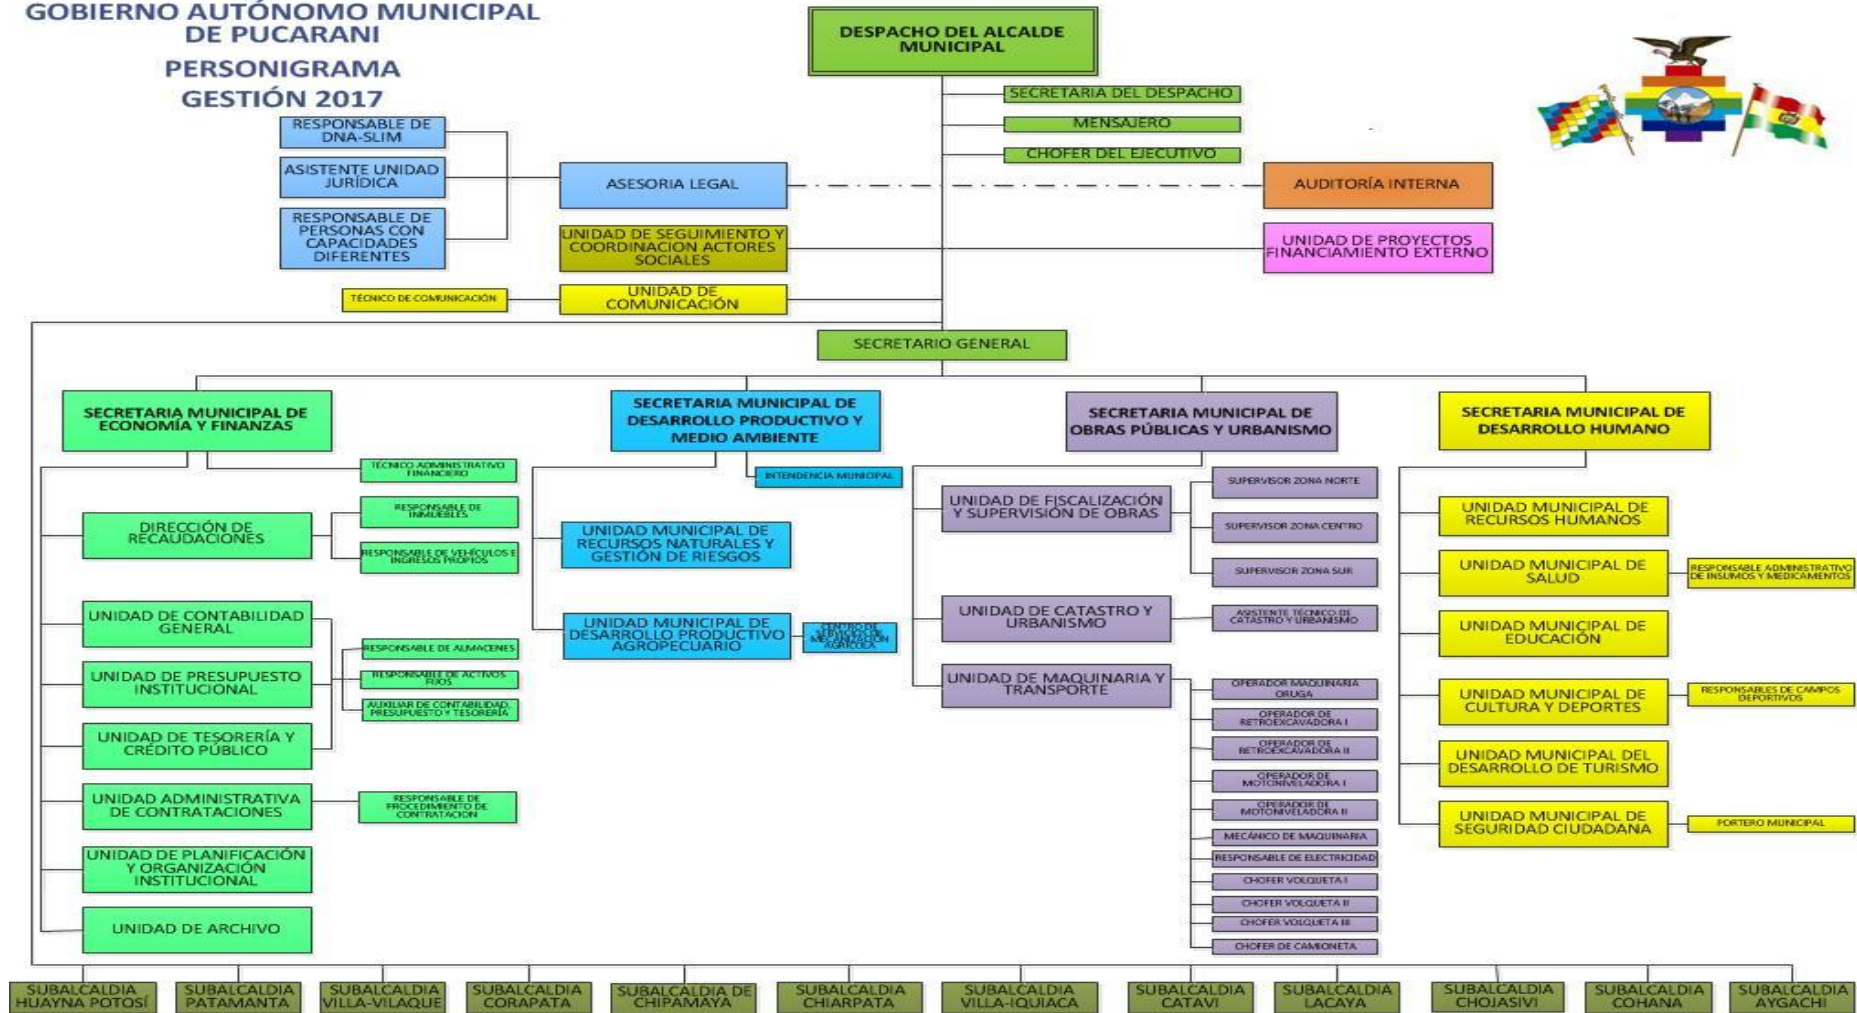 GOBIERNO AUTÓNOMO MUNICIPAL
DE PUCARANI
PERSONIGRAMA
GESTIÓN 2017
DESPACHO DEL ALCALDE
MUNICIPAL
SECRETARIA DEL DESPACHO
MENSAJERO
CHOFER DEL EJECUTIVO
RESPONSABLE DE
DNA-SLIM
ASISTENTE UNIDAD
JURÍDICA
RESPONSABLE DE
PERSONAS CON
CAPACIDADES
DIFERENTES
ASESORIA LEGAL
AUDITORÍA INTERNA
UNIDAD DE SEGUIMIENTO Y
COORDINACION ACTORES
SOCIALES
UNIDAD DE PROYECTOS
FINANCIAMIENTO EXTERNO
TÉCNICO DE COMUNICACIÓN
UNIDAD DE
COMUNICACIÓN
SECRETARIO GENERAL
SECRETARIA MUNICIPAL DE
ECONOMÍA Y FINANZAS
TÉCNICO ADMINISTRATIVO
FINANCIERO
DIRECCIÓN DE
RECAUDACIONES
RESPONSABLE DE
INMUEBLES
RESPONSABLE DE VEHÍCULOS E
INGRESOS PROPIOS
UNIDAD DE CONTABILIDAD
GENERAL
UNIDAD DE PRESUPUESTO
INSTITUCIONAL
UNIDAD DE TESORERÍA Y
CRÉDITO PÚBLICO
RESPONSABLE DE ALMACENES
RESPONSABLE DE ACTIVOS
FIJOS
AUXILIAR DE CONTABILIDAD,
PRESUPUESTO Y TESORERÍA
UNIDAD ADMINISTRATIVA
DE CONTRATACIONES
RESPONSABLE DE
PROCEDIMIENTO DE
CONTRATACION
UNIDAD DE PLANIFICACIÓN
Y ORGANIZACIÓN
INSTITUCIONAL
UNIDAD DE ARCHIVO
SECRETARIA MUNICIPAL DE
DESARROLLO PRODUCTIVO Y
MEDIO AMBIENTE
INTENDENCIA MUNICIPAL
UNIDAD MUNICIPAL DE
RECURSOS NATURALES Y
GESTIÓN DE RIESGOS
UNIDAD MUNICIPAL DE
DESARROLLO PRODUCTIVO
AGROPECUARIO
CENTRO DE
SERVICIO DE
MECANIZACIÓN
AGRÍCOLA
SECRETARIA MUNICIPAL DE
OBRAS PÚBLICAS Y URBANISMO
UNIDAD DE FISCALIZACIÓN
Y SUPERVISIÓN DE OBRAS
SUPERVISOR ZONA NORTE
SUPERVISOR ZONA CENTRO
SUPERVISOR ZONA SUR
UNIDAD DE CATASTRO Y
URBANISMO
ASISTENTE TÉCNICO DE
CATASTRO Y URBANISMO
UNIDAD DE MAQUINARIA Y
TRANSPORTE
OPERADOR MAQUINARIA
ORUGA
OPERADOR DE
RETROEXCAVADORA I
OPERADOR DE
RETROEXCAVADORA II
OPERADOR DE
MOTONIVELADORA I
OPERADOR DE
MOTONIVELADORA II
MECÁNICO DE MAQUINARIA
RESPONSABLE DE ELECTRICIDAD
CHOFER VOLQUETA I
CHOFER VOLQUETA II
CHOFER VOLQUETA III
CHOFER DE CAMIONETA
SECRETARIA MUNICIPAL DE
DESARROLLO HUMANO
UNIDAD MUNICIPAL DE
RECURSOS HUMANOS
UNIDAD MUNICIPAL DE
SALUD
RESPONSABLE ADMINISTRATIVO
DE INSUMOS Y MEDICAMENTOS
UNIDAD MUNICIPAL DE
EDUCACIÓN
UNIDAD MUNICIPAL DE
CULTURA Y DEPORTES
RESPONSABLES DE CAMPOS
DEPORTIVOS
UNIDAD MUNICIPAL DEL
DESARROLLO DE TURISMO
UNIDAD MUNICIPAL DE
SEGURIDAD CIUDADANA
PORTERO MUNICIPAL
SUBALCALDIA
HUAYNA POTOSÍ
SUBALCALDIA
PATAMANTA
SUBALCALDIA
VILLA-VILAQUE
SUBALCALDIA
CORAPATA
SUBALCALDIA DE
CHIPAMAYA
SUBALCALDIA
CHIARPATA
SUBALCALDIA
VILLA-IQUIACA
SUBALCALDIA
CATAVI
SUBALCALDIA
LACAYA
SUBALCALDIA
CHOJASIVI
SUBALCALDIA
COHANA
SUBALCALDIA
AYGACHI